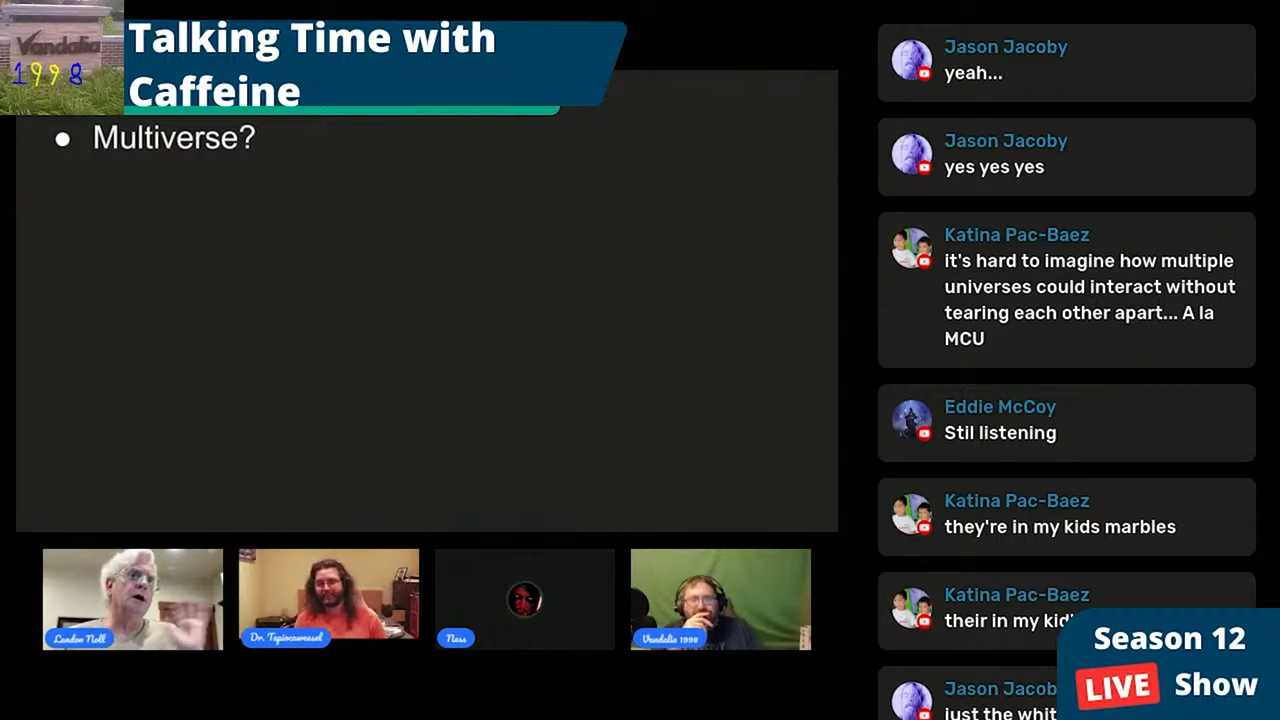 Vandalia
1998
Talking Time with
Caffeine
● Multiverse?
Landon Noll
Dr. Tapiocaweasel
Ness
Vandalia 1998
Jason Jacoby
yeah...
Jason Jacoby
yes yes yes
Katina Pac-Baez
it's hard to imagine how multiple
universes could interact without
tearing each other apart... A la
MCU
Eddie McCoy
Stil listening
Katina Pac-Baez
they're in my kids marbles
Katina Pac-Baez
their in my
Jason
just the
Season 12
LIVE Show